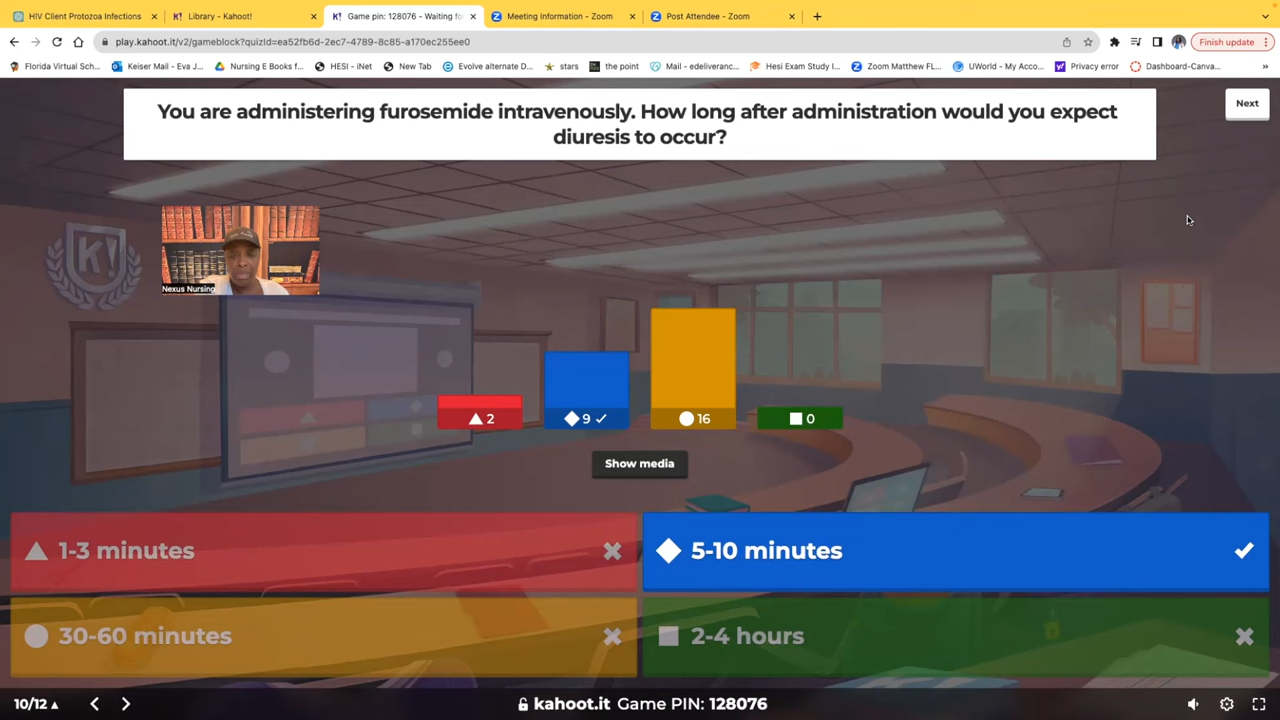 HIV Client Protozoa Infections
Library - Kahoot!
Game pin: 128076 - Waiting fo
Meeting Information - Zoom
Post Attendee - Zoom
play.kahoot.it/v2/gameblock?quizId=ea52fb6d-2ec7-4789-8c85-a170ec255ee0
Finish update
Florida Virtual Sch...
Keiser Mail - Eva J...
Nursing E Books f...
HESI - iNet
New Tab
Evolve alternate D...
stars
the point
Mail - edeliveranc...
Hesi Exam Study I...
Zoom Matthew FL...
UWorld - My Acco...
Privacy error
Dashboard-Canva...
You are administering furosemide intravenously. How long after administration would you expect
diuresis to occur?
Next
K!
Nexus Nursing
2
9
16
0
Show media
1-3 minutes
5-10 minutes
30-60 minutes
2-4 hours
10/12
kahoot.it Game PIN: 128076